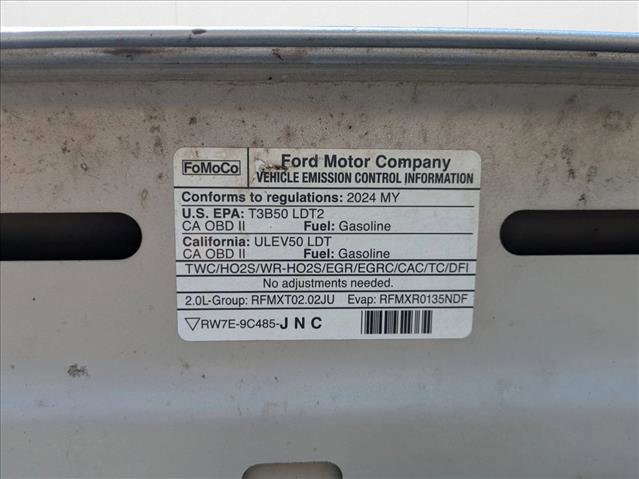 FoMoCo
Ford Motor Company
VEHICLE EMISSION CONTROL INFORMATION
Conforms to regulations: 2024 MY
U.S. EPA: T3B50 LDT2
CA OBD II Fuel: Gasoline
California: ULEV50 LDT
CA OBD II Fuel: Gasoline
TWC/HO2S/WR-HO2S/EGR/EGRC/CAC/TC/DFI
No adjustments needed.
2.0L-Group: RFMXT02.02JU Evap: RFMXR0135NDF
RW7E-9C485-JNC